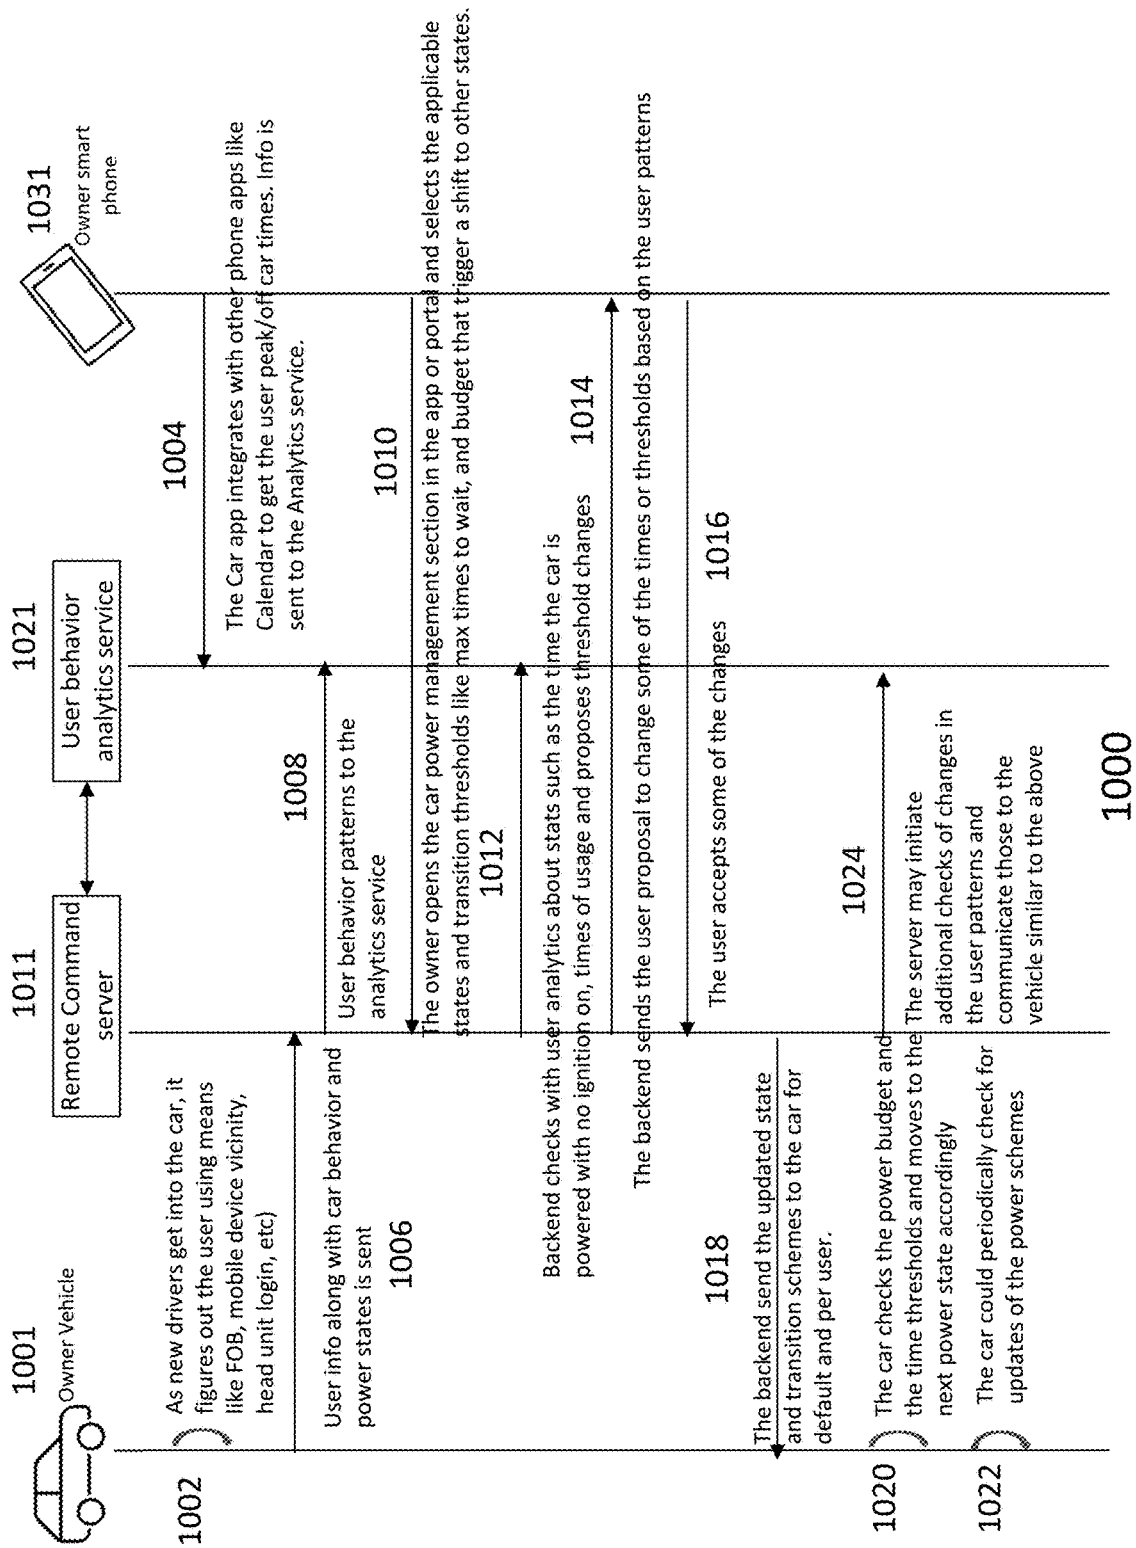 1001
Owner Vehicle
1011
Remote Command
server
1021
User behavior
analytics service
1031
Owner smart
phone
1002
As new drivers get into the car, it
figures out the user using means
like FOB, mobile device vicinity,
head unit login, etc)
1004
The Car app integrates with other phone apps like
Calendar to get the user peak/off car times. Info is
sent to the Analytics service.
User info along with car behavior and
power states is sent
1006
1008
User behavior patterns to the
analytics service
1010
The owner opens the car power management section in the app or portal and selects the applicable
states and transition thresholds like max times to wait, and budget that trigger a shift to other states.
1012
Backend checks with user analytics about stats such as the time the car is
powered with no ignition on, times of usage and proposes threshold changes
1014
The backend sends the user proposal to change some of the times or thresholds based on the user patterns
1016
The user accepts some of the changes
1018
The backend send the updated state
and transition schemes to the car for
default and per user.
1020
The car checks the power budget and
the time thresholds and moves to the
next power state accordingly
1022
The car could periodically check for
updates of the power schemes
1024
The server may initiate
additional checks of changes in
the user patterns and
communicate those to the
vehicle similar to the above
1000